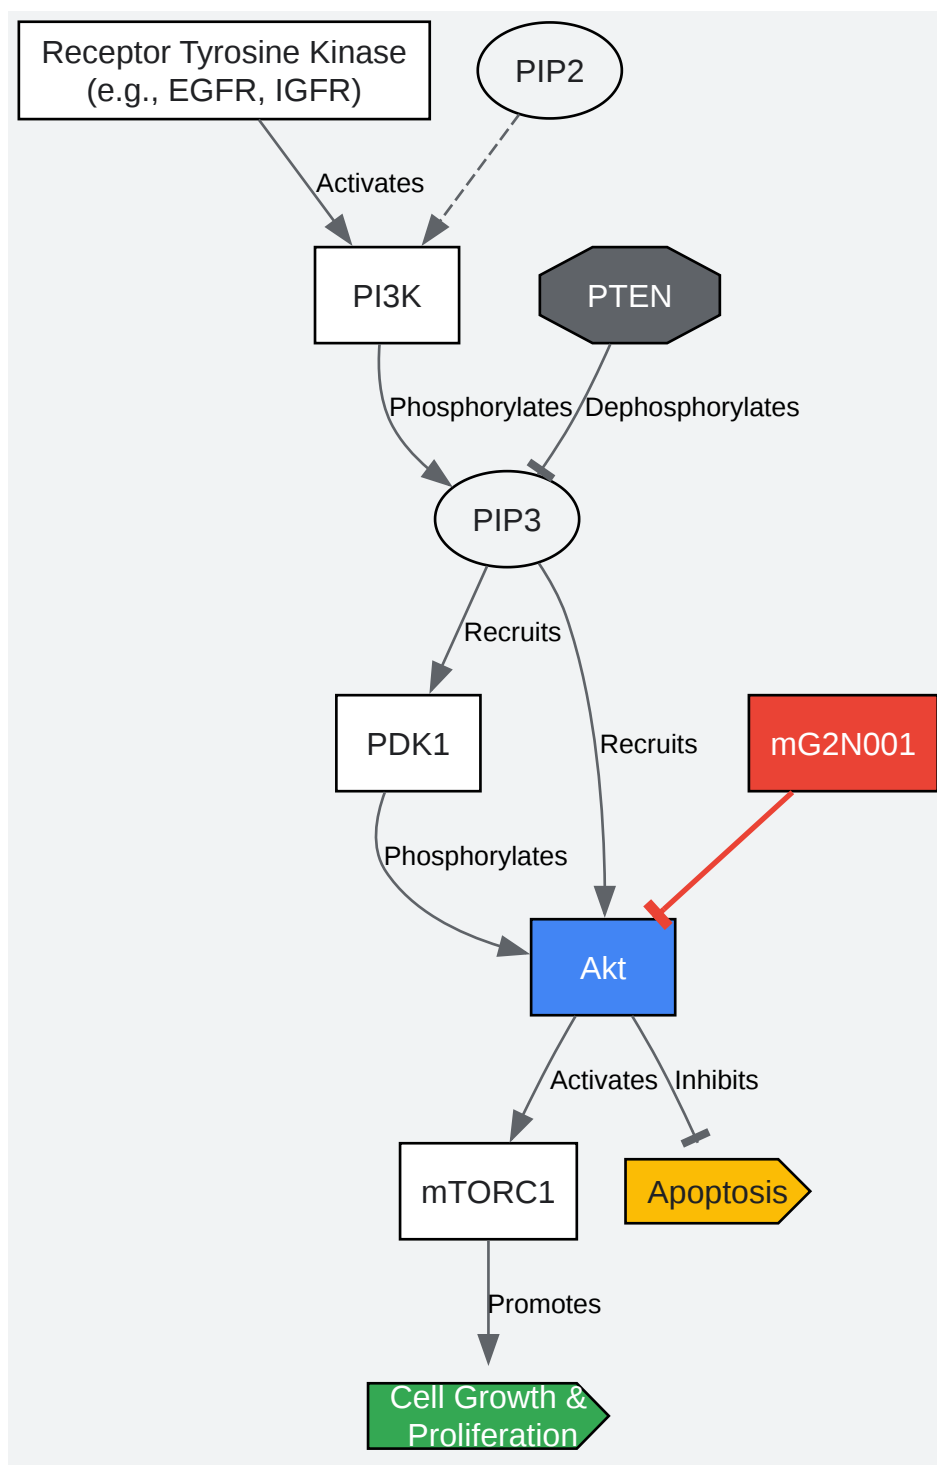 Receptor Tyrosine Kinase
(e.g., EGFR, IGFR)
PIP2
Activates
PI3K
PTEN
Phosphorylates
Dephosphorylates
PIP3
Recruits
PDK1
Recruits
mG2N001
Phosphorylates
Akt
Activates
Inhibits
mTORC1
Apoptosis
Promotes
Cell Growth &
Proliferation